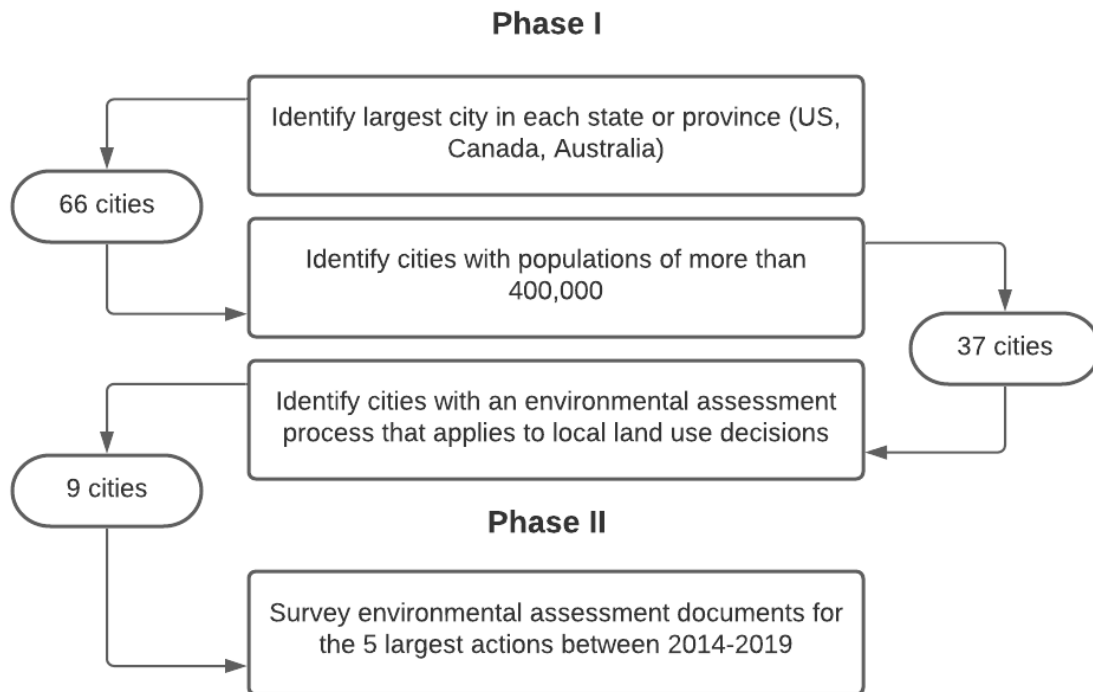 Phase I
Identify largest city in each state or province (US,
Canada, Australia)
66 cities
Identify cities with populations of more than
400,000
37 cities
Identify cities with an environmental assessment
process that applies to local land use decisions
9 cities
Phase II
Survey environmental assessment documents for
the 5 largest actions between 2014-2019